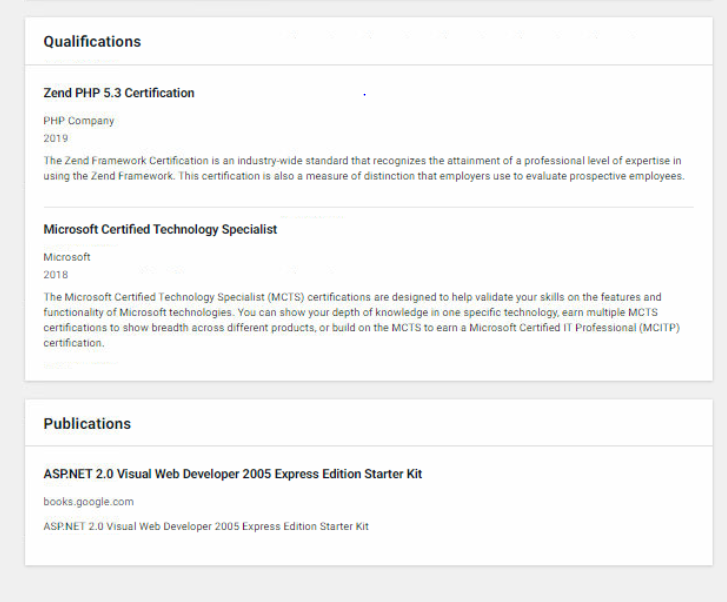 Qualifications
Zend PHP 5.3 Certification
PHP Company
2019
The Zend Framework Certification is an industry-wide standard that recognizes the attainment of a professional level of expertise in
using the Zend Framework. This certification is also a measure of distinction that employers use to evaluate prospective employees.
Microsoft Certified Technology Specialist
Microsoft
2018
The Microsoft Certified Technology Specialist (MCTS) certifications are designed to help validate your skills on the features and
functionality of Microsoft technologies. You can show your depth of knowledge in one specific technology, earn multiple MCTS
certifications to show breadth across different products, or build on the MCTS to earn a Microsoft Certified IT Professional (MCITP)
certification.
Publications
ASP.NET 2.0 Visual Web Developer 2005 Express Edition Starter Kit
books.google.com
ASP.NET 2.0 Visual Web Developer 2005 Express Edition Starter Kit